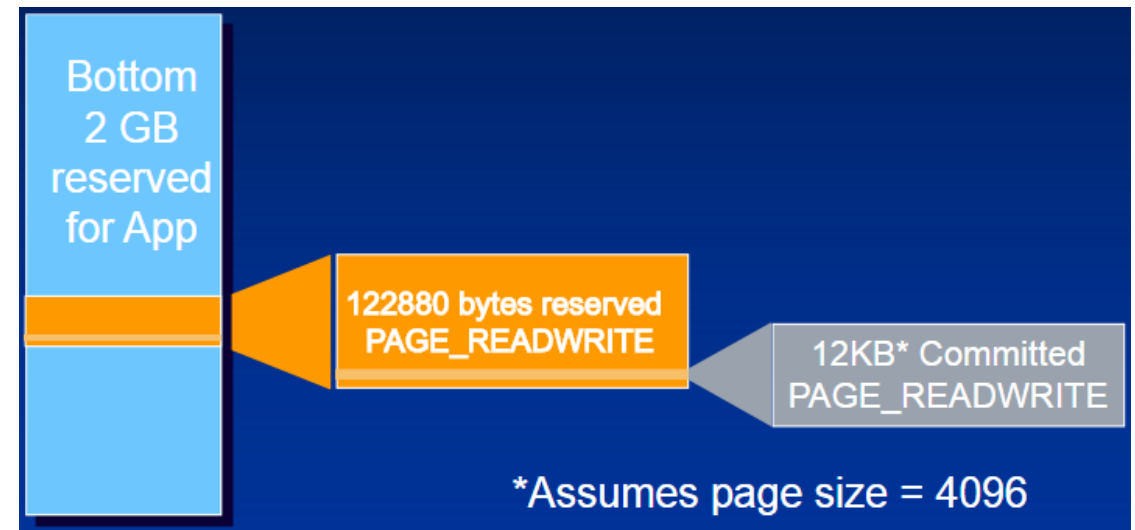 Bottom
2 GB
reserved
for App
122880 bytes reserved
PAGE_READWRITE
12KB* Committed
PAGE_READWRITE
*Assumes page size = 4096